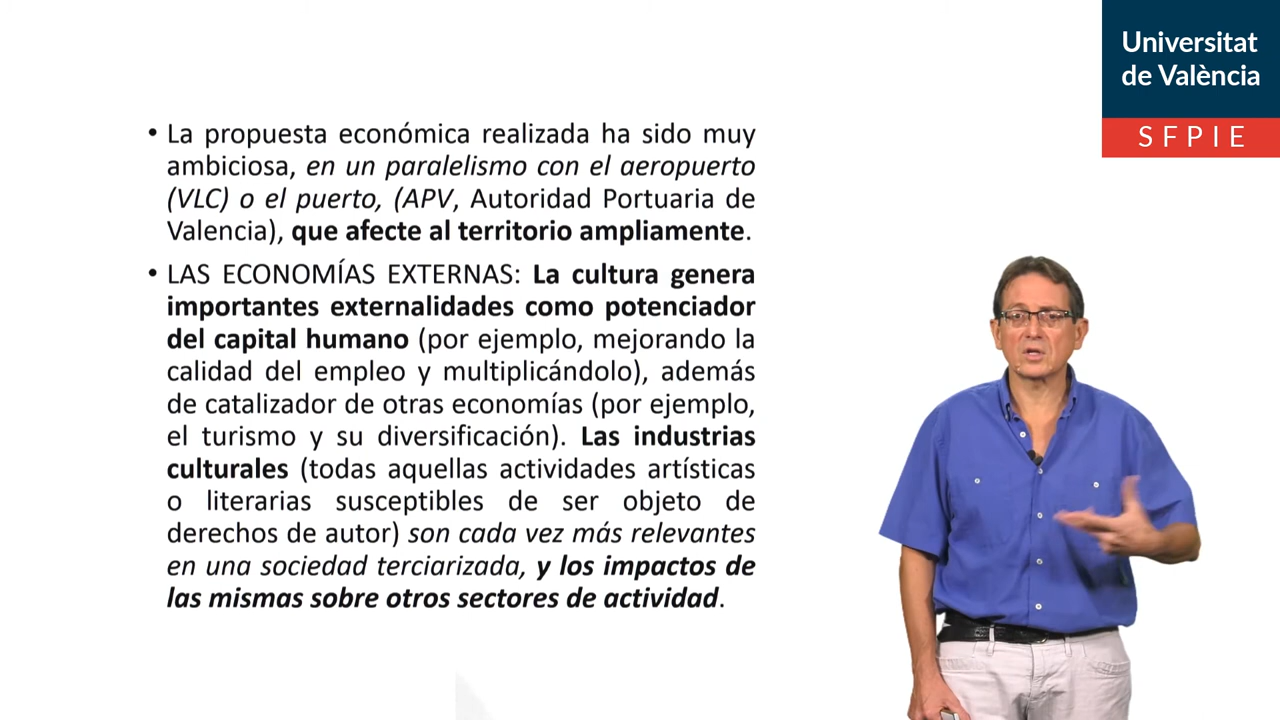 Universitat
de València
SFPIE
• La propuesta económica realizada ha sido muy
ambiciosa, en un paralelismo con el aeropuerto
(VLC) o el puerto, (APV, Autoridad Portuaria de
Valencia), que afecte al territorio ampliamente.
• LAS ECONOMÍAS EXTERNAS: La cultura genera
importantes externalidades como potenciador
del capital humano (por ejemplo, mejorando la
calidad del empleo y multiplicándolo), además
de catalizador de otras economías (por ejemplo,
el turismo y su diversificación). Las industrias
culturales (todas aquellas actividades artísticas
o literarias susceptibles de ser objeto de
derechos de autor) son cada vez más relevantes
en una sociedad terciarizada, y los impactos de
las mismas sobre otros sectores de actividad.